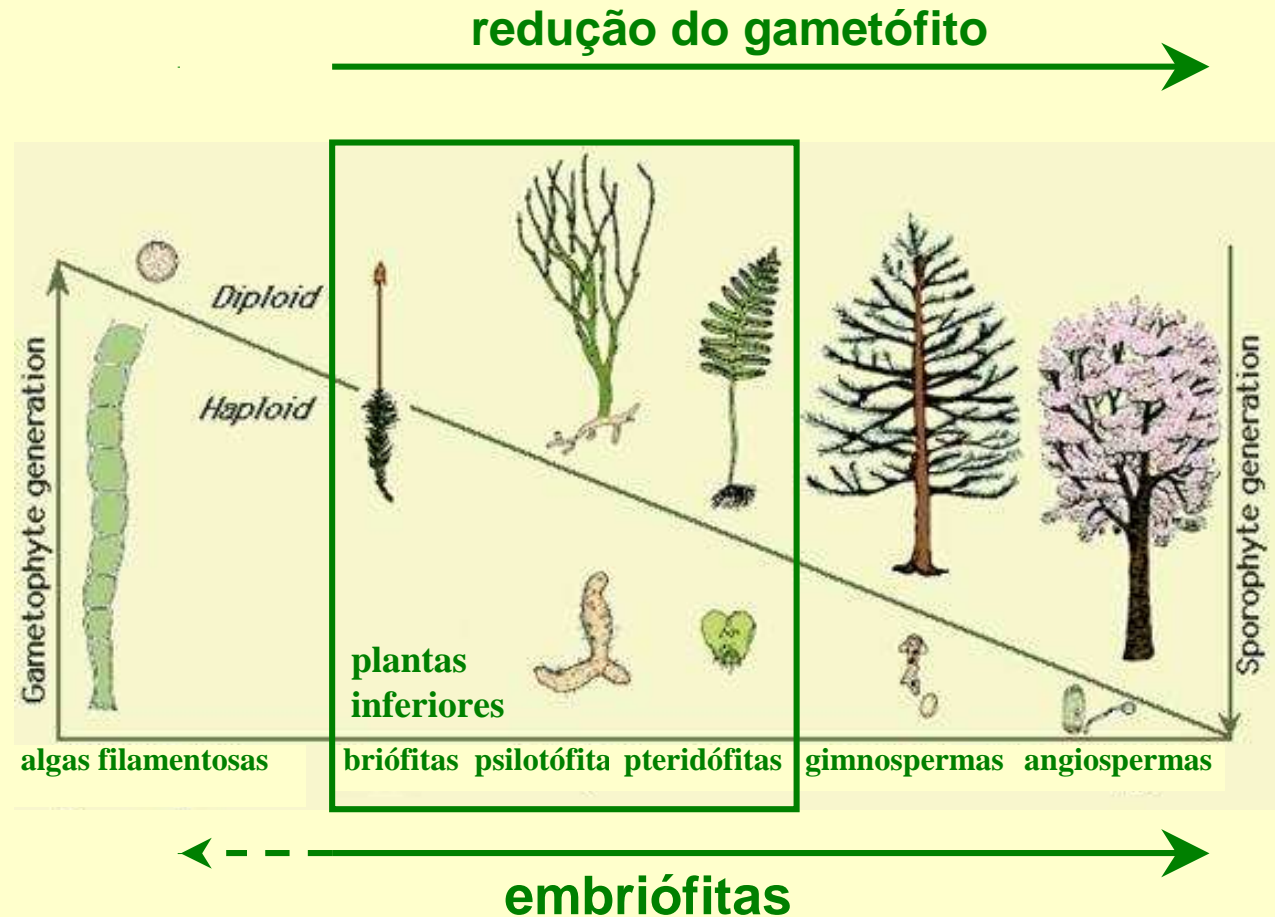 redução do gametófito
Diploid
Haploid
Gametophyte generation
Sporophyte generation
plantas
inferiores
algas filamentosas
briófitas psilotófita pteridófitas gimnospermas angiospermas
embriófitas